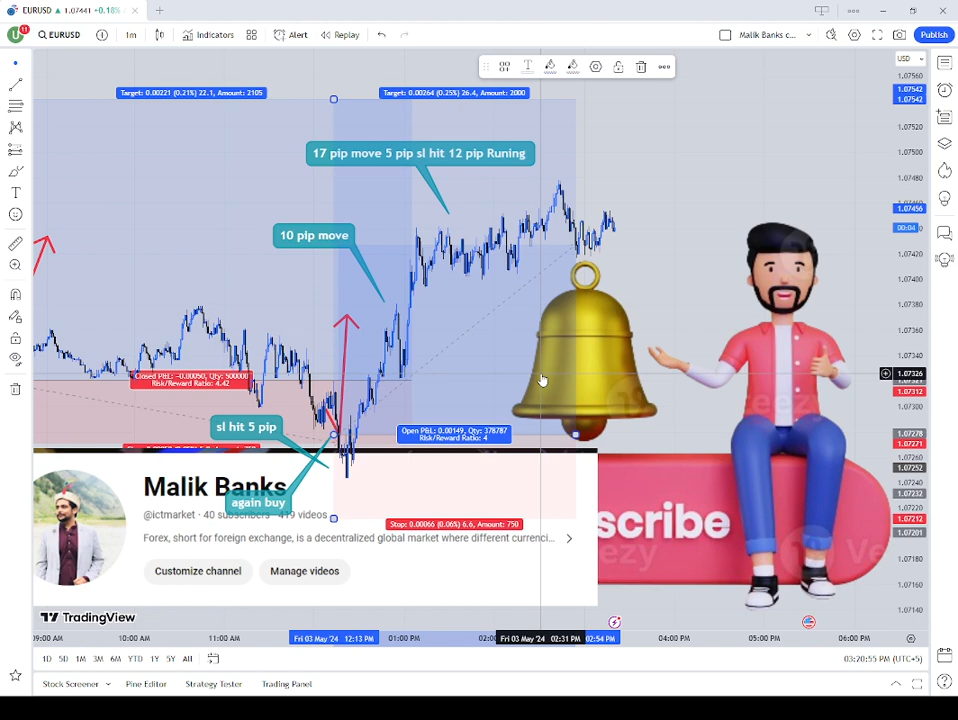 EURUSD ▲ 1.07441 +0.18%
U 11 EURUSD 1m Indicators Alert Replay Malik Banks c... Publish
USD
Target: 0.00221 (0.21%) 22.1, Amount: 2105
Target: 0.00264 (0.25%) 26.4, Amount: 2000
17 pip move 5 pip sl hit 12 pip Runing
10 pip move
Closed P&L: −0.00050, Qty: 500000
Risk/Reward Ratio: 4.42
sl hit 5 pip
Open P&L: 0.00149, Qty: 378787
Risk/Reward Ratio: 4
again buy
Stop: 0.00066 (0.06%) 6.6, Amount: 750
Malik Banks
@ictmarket · 40 subscribers · 419 videos
Forex, short for foreign exchange, is a decentralized global market where different currenci...
Customize channel
Manage videos
scribe
1.07560
1.07542
1.07542
1.07520
1.07500
1.07480
1.07456
00:04
1.07420
1.07400
1.07380
1.07360
1.07340
1.07326
1.07312
1.07300
1.07278
1.07271
1.07260
1.07252
1.07240
1.07232
1.07220
1.07212
1.07201
1.07180
1.07160
1.07140
TradingView
09:00 AM 10:00 AM 11:00 AM Fri 03 May '24 12:13 PM 01:00 PM 02:0 Fri 03 May '24 02:31 PM 02:54 PM 04:00 PM 05:00 PM 06:00 PM
1D 5D 1M 3M 6M YTD 1Y 5Y All 03:20:55 PM (UTC+5)
Stock Screener Pine Editor Strategy Tester Trading Panel